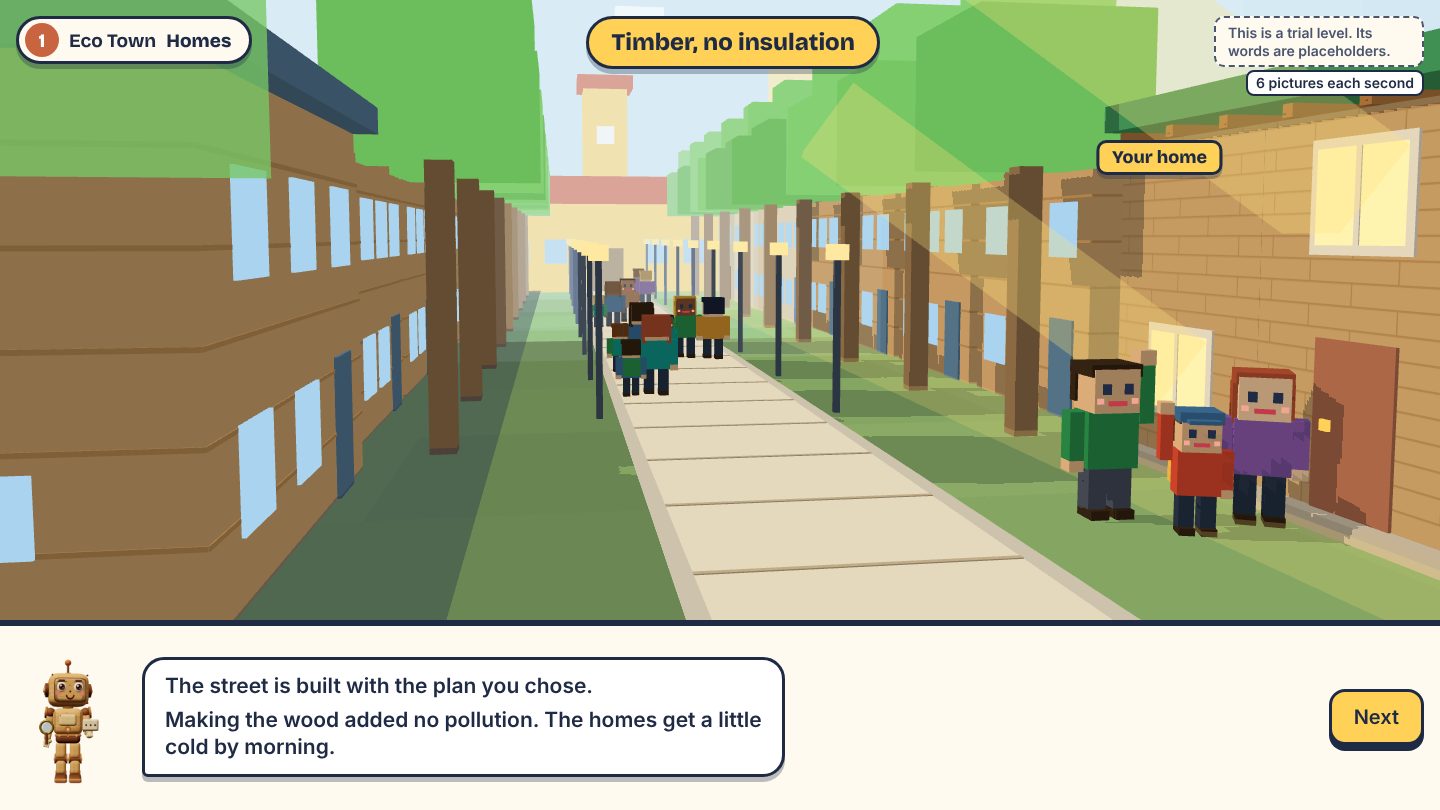 1 Eco Town Homes
Timber, no insulation
This is a trial level. Its
words are placeholders.
6 pictures each second
Your home
The street is built with the plan you chose.
Making the wood added no pollution. The homes get a little
cold by morning.
Next